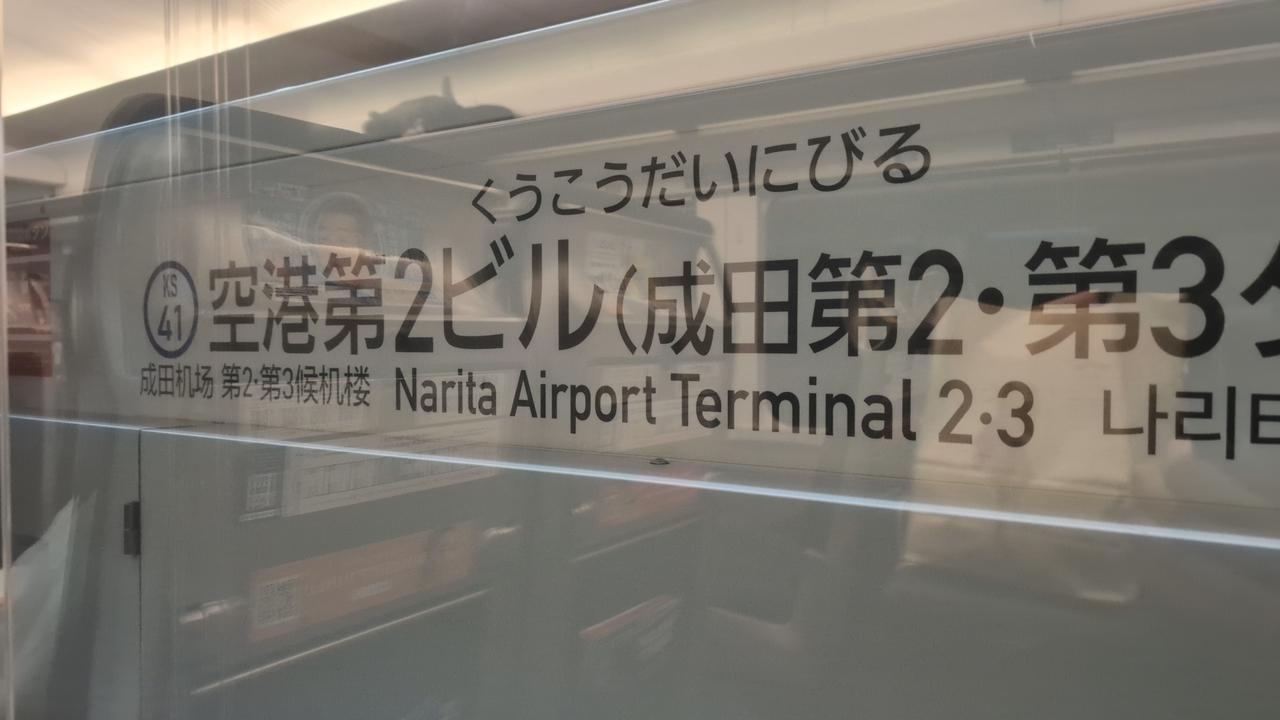 くうこうだいにびる
KS
41
空港第2ビル(成田第2・第3タ
成田机场 第2·第3候机楼 Narita Airport Terminal 2·3 나리